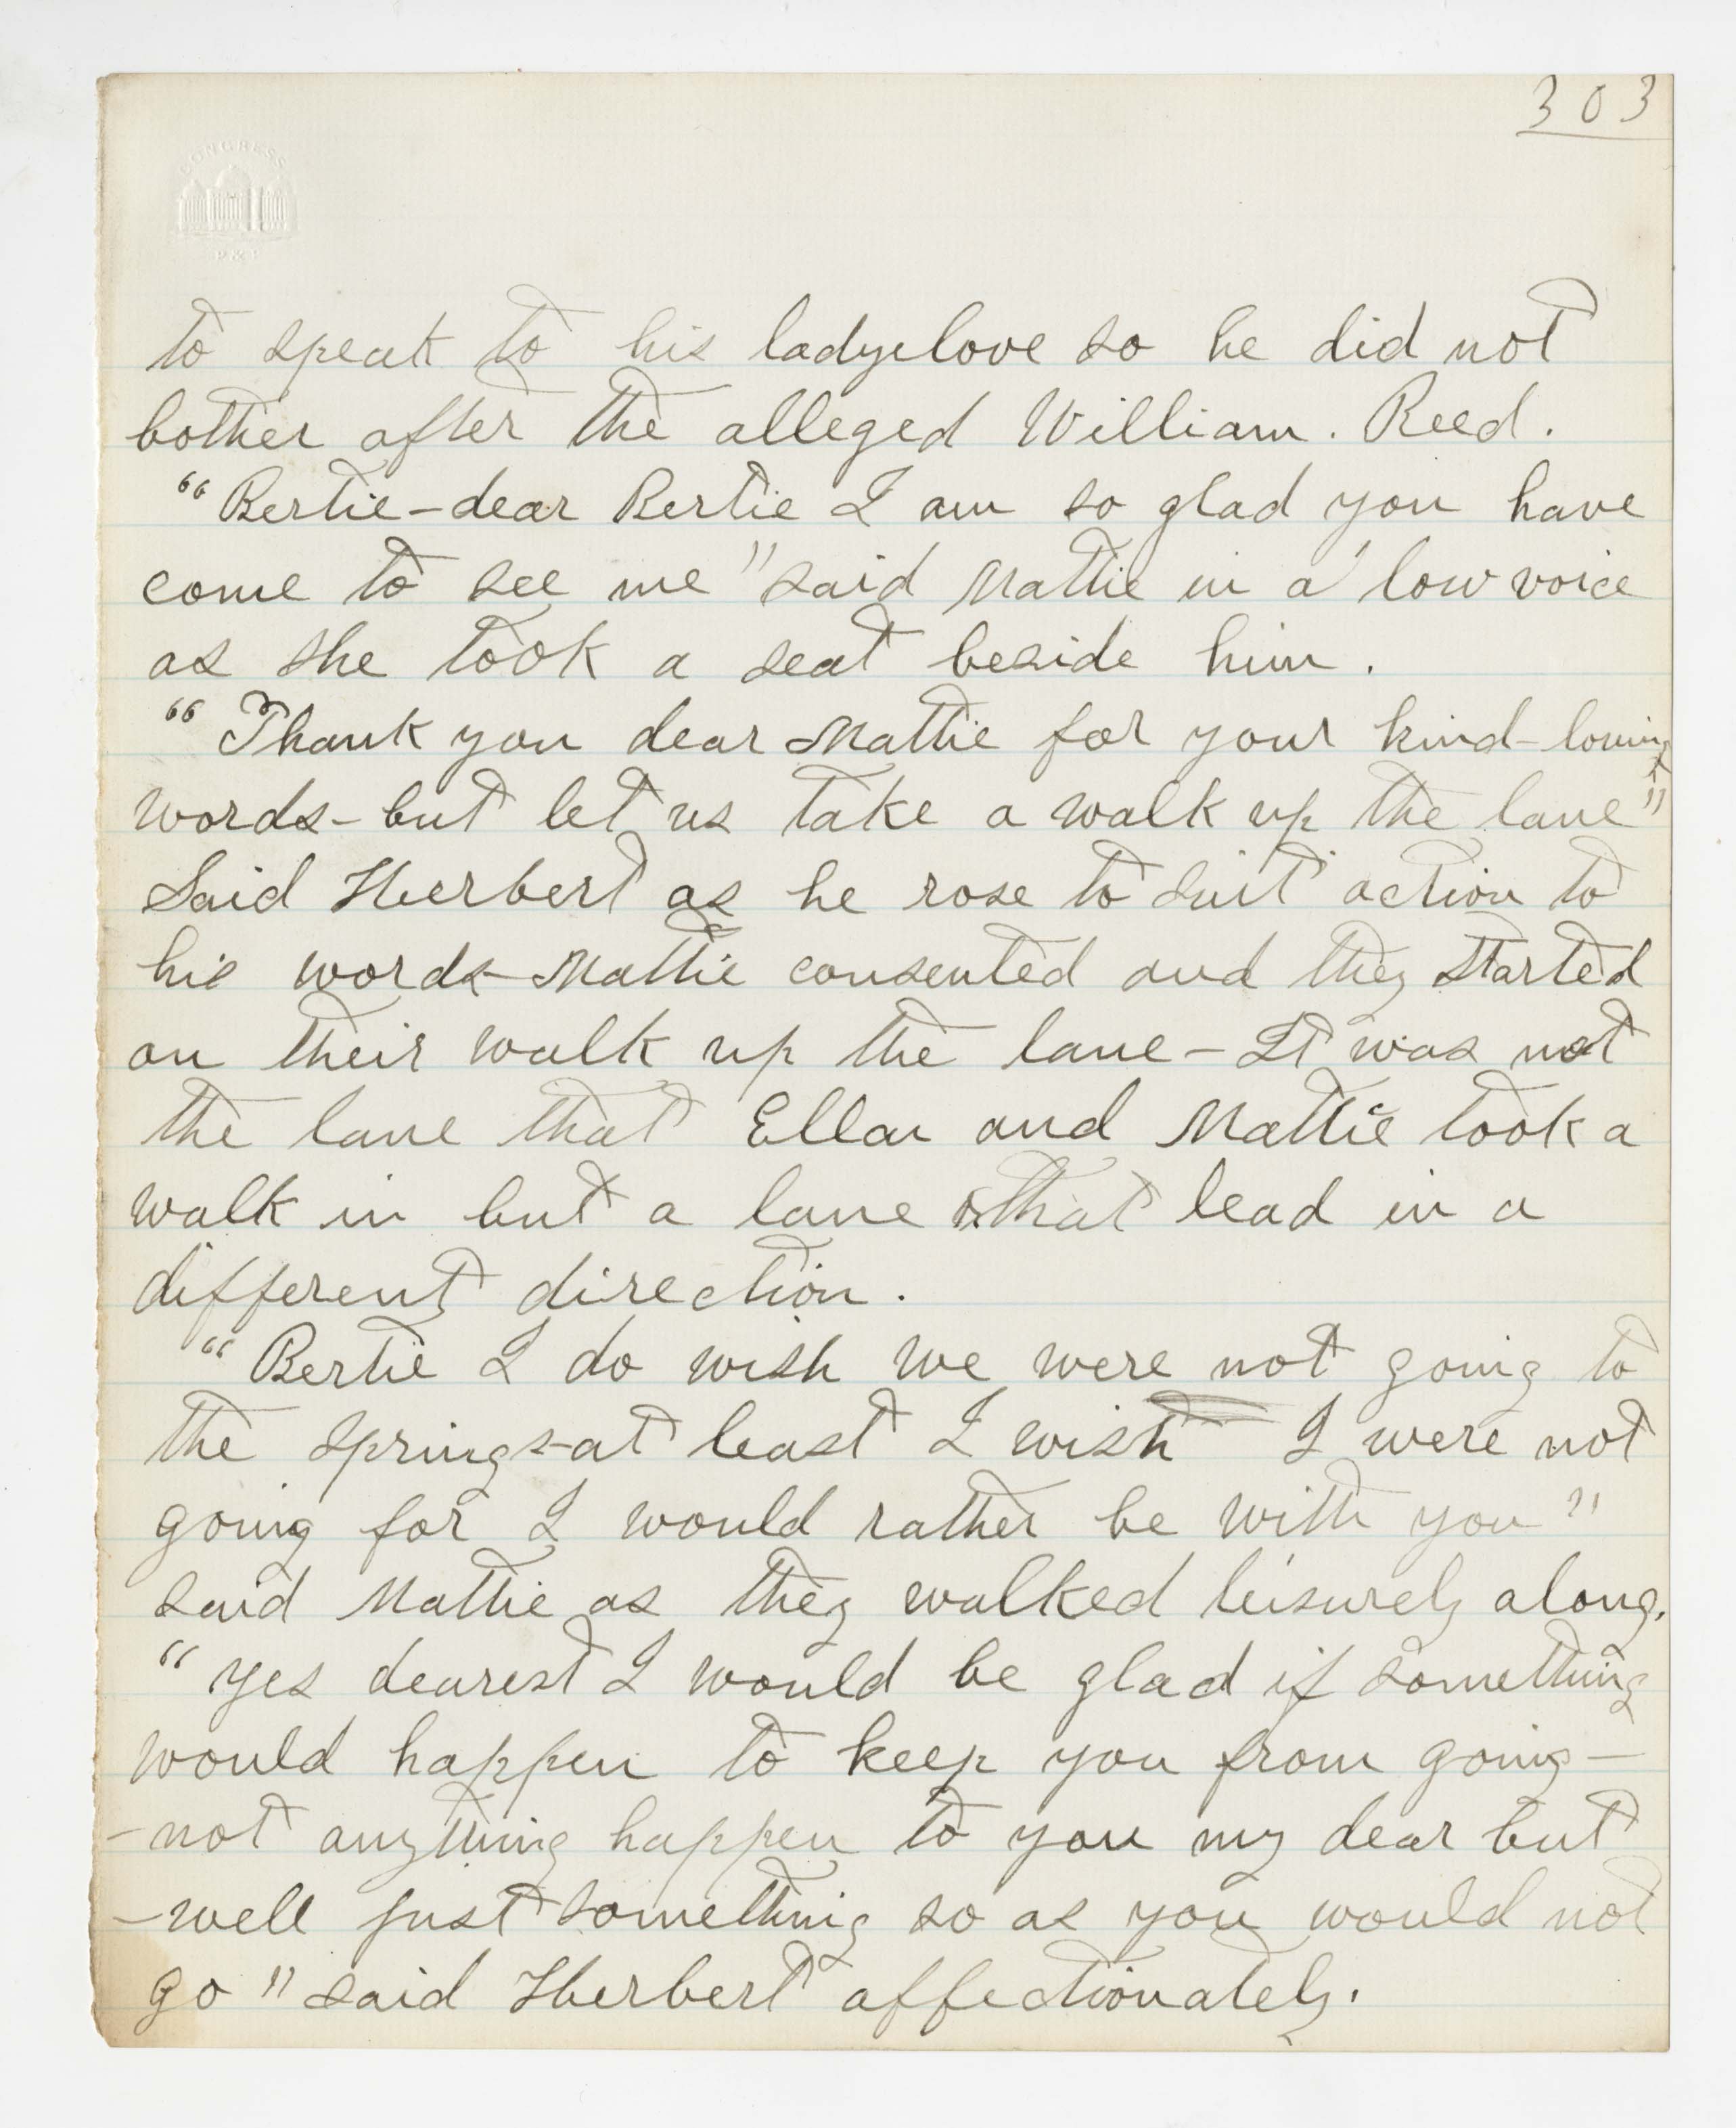 303
CONGRESS
P & P
to speak to his ladyelove so he did not
bother after the alleged William. Reed.
"Bertie-dear Bertie I am so glad you have
come to see me" said Mattie in a low voice
as she took a seat beside him.
"Thank you dear Mattie for your kind-loving
words-but let us take a walk up the lane"
Said Herbert as he rose to suit action to
his words-Mattie consented and they started
on their walk up the lane-It was not
the lane that Ellar and Mattie took a
walk in but a lane that lead in a
different direction.
"Bertie I do wish we were not going to
the springs-at least I wish I were not
going for I would rather be with you"
said Mattie as they walked leisurely along.
"Yes dearest I would be glad if something
would happen to keep you from going-
-not anything happen to you my dear but
-well just something so as you would not
go" said Herbert affectionately.